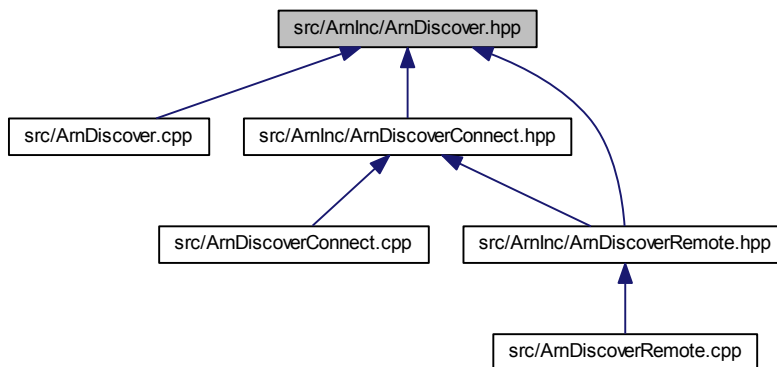 src/ArnInc/ArnDiscover.hpp
src/ArnDiscover.cpp
src/ArnInc/ArnDiscoverConnect.hpp
src/ArnDiscoverConnect.cpp
src/ArnInc/ArnDiscoverRemote.hpp
src/ArnDiscoverRemote.cpp